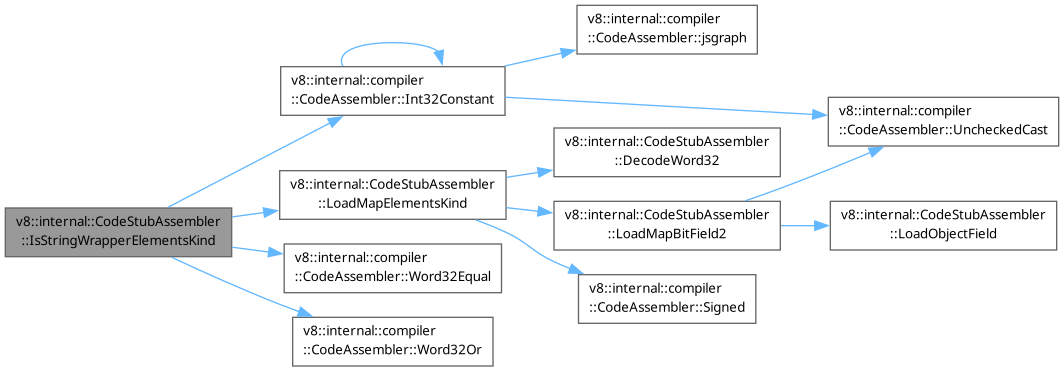 v8::internal::CodeStubAssembler
::IsStringWrapperElementsKind
v8::internal::compiler
::CodeAssembler::Int32Constant
v8::internal::compiler
::CodeAssembler::jsgraph
v8::internal::compiler
::CodeAssembler::UncheckedCast
v8::internal::CodeStubAssembler
::LoadMapElementsKind
v8::internal::CodeStubAssembler
::DecodeWord32
v8::internal::CodeStubAssembler
::LoadMapBitField2
v8::internal::CodeStubAssembler
::LoadObjectField
v8::internal::compiler
::CodeAssembler::Signed
v8::internal::compiler
::CodeAssembler::Word32Equal
v8::internal::compiler
::CodeAssembler::Word32Or